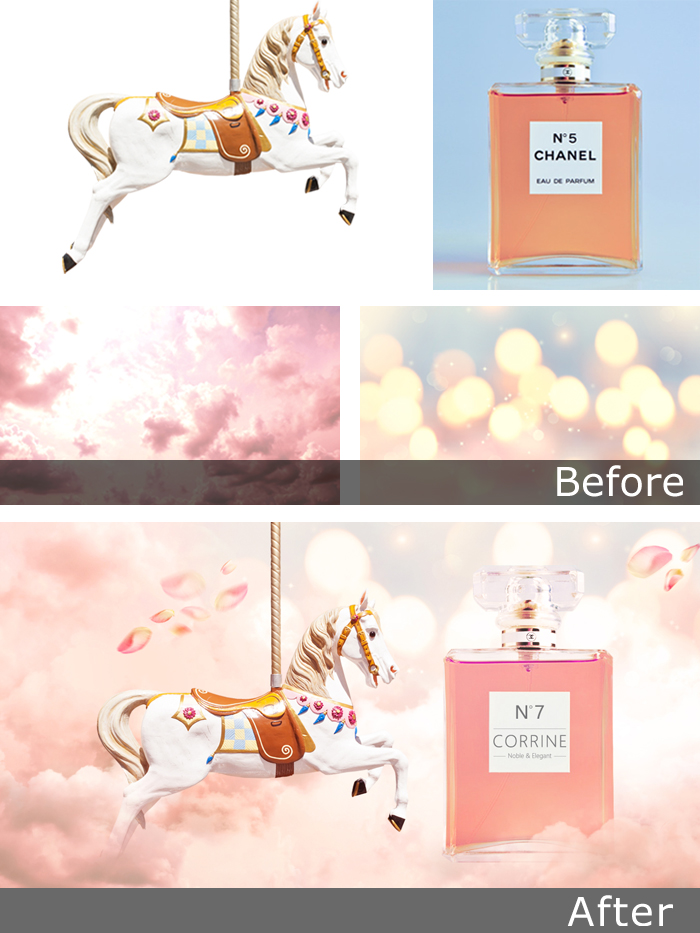 N°5
CHANEL
EAU DE PARFUM
Before
N°7
CORRINE
Noble & Elegant
After